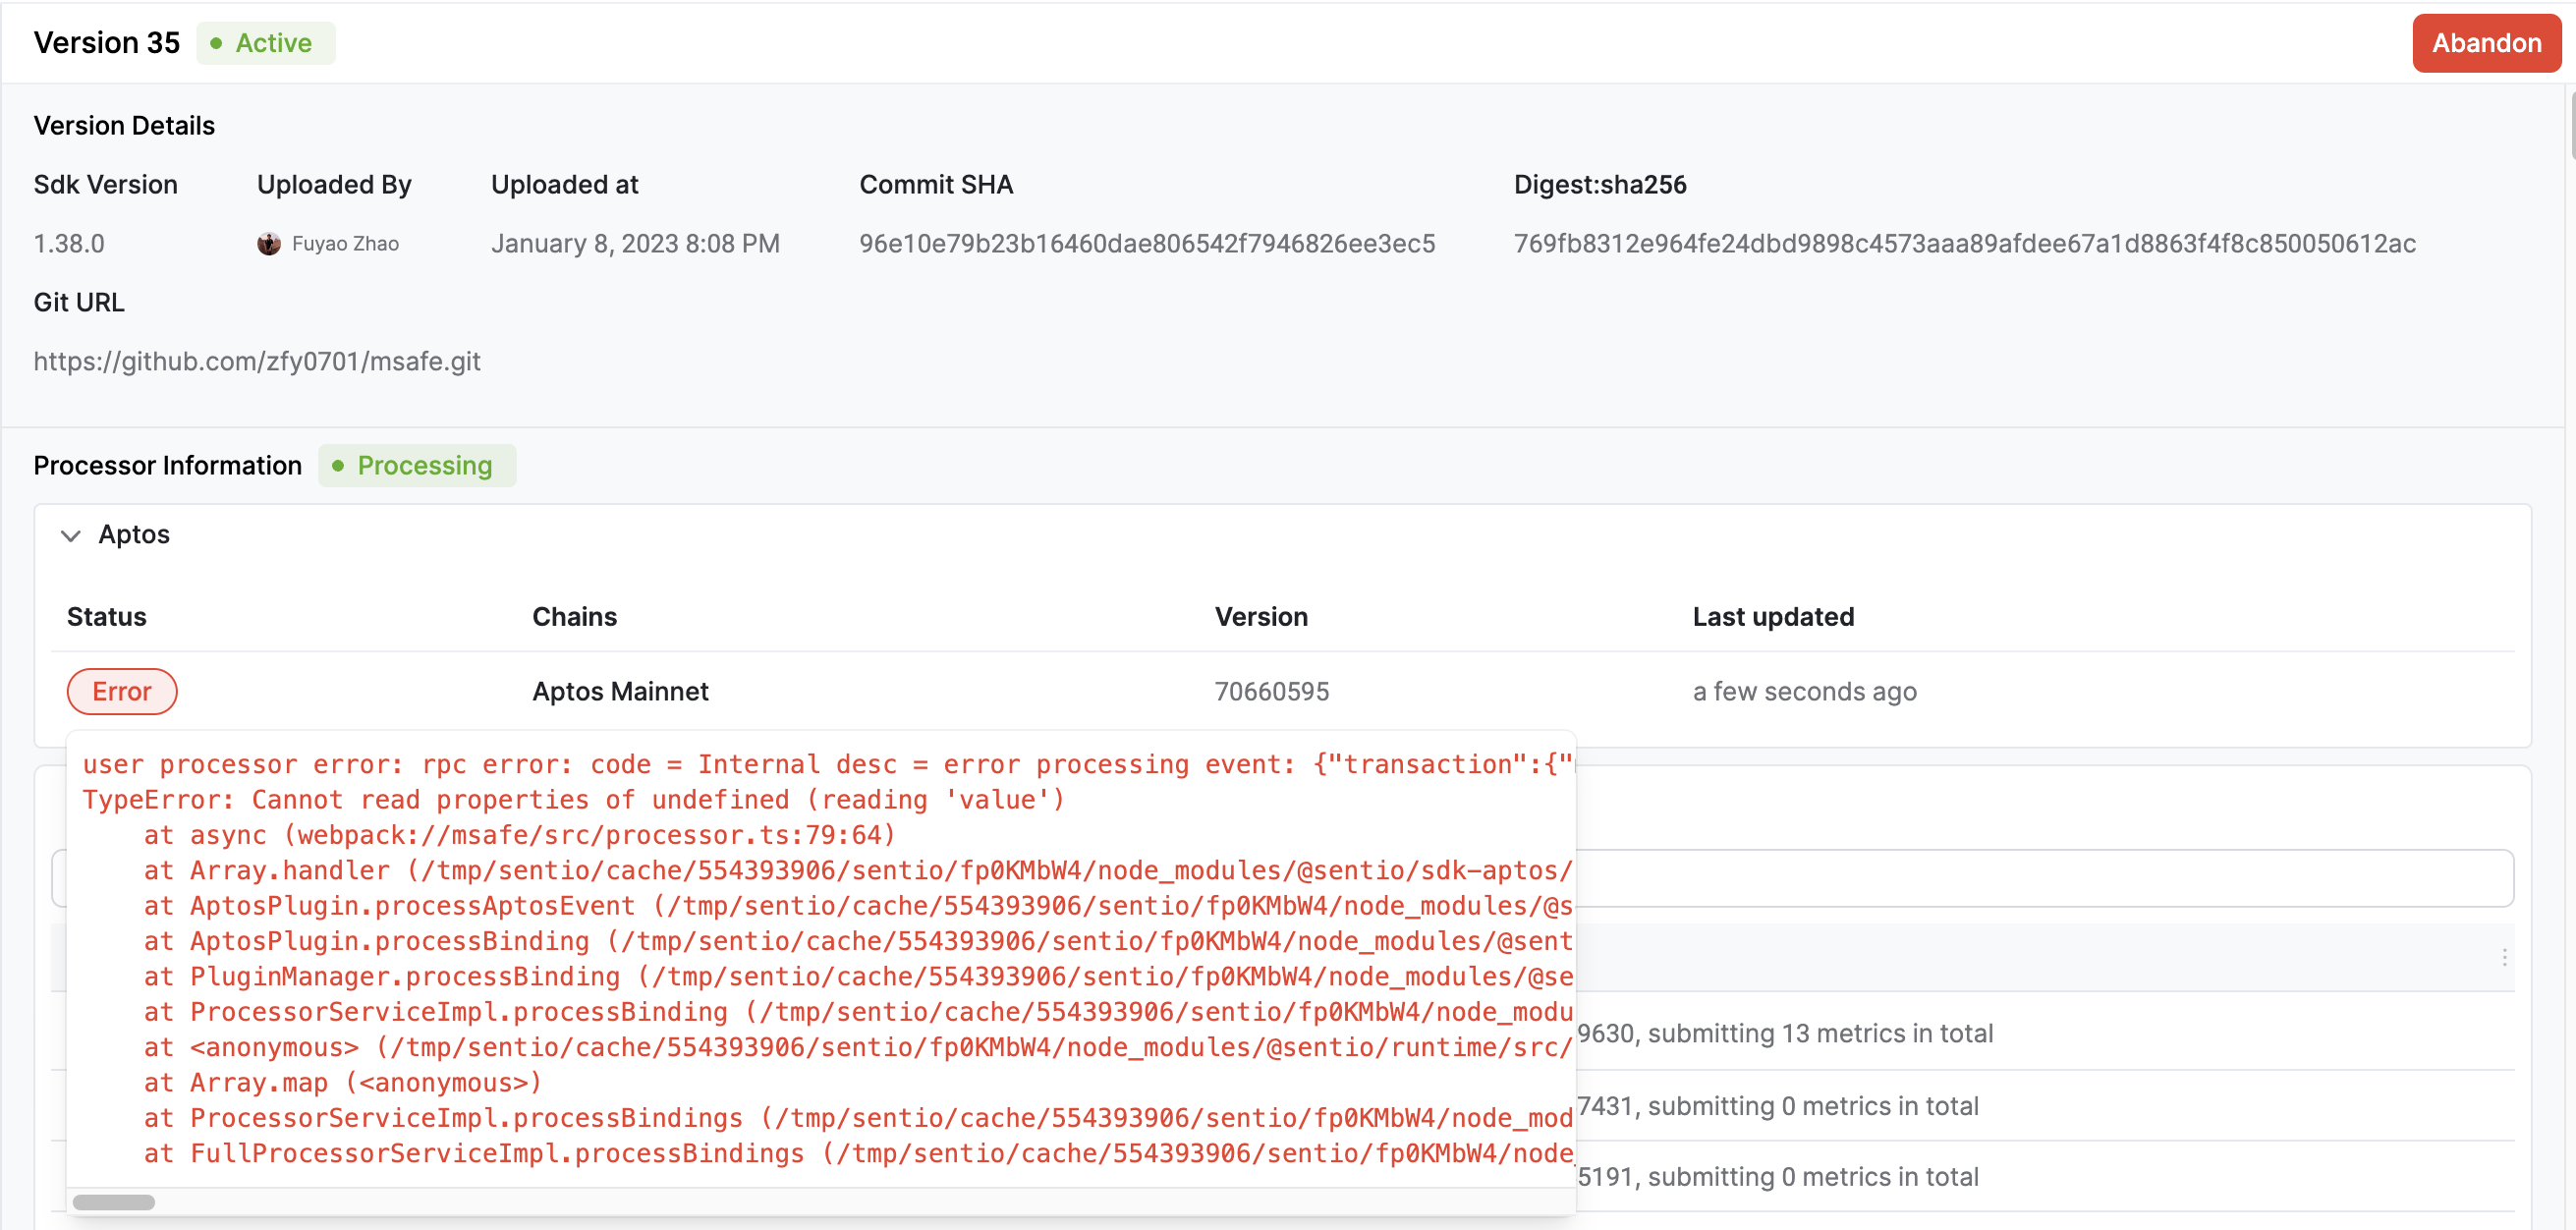 Version 35 Active Abandon
Version Details
Sdk Version Uploaded By Uploaded at Commit SHA Digest:sha256
1.38.0 Fuyao Zhao January 8, 2023 8:08 PM 96e10e79b23b16460dae806542f7946826ee3ec5 769fb8312e964fe24dbd9898c4573aaa89afdee67a1d8863f4f8c850050612ac
Git URL
https://github.com/zfy0701/msafe.git
Processor Information Processing
Aptos
Status Chains Version Last updated
Error Aptos Mainnet 70660595 a few seconds ago
user processor error: rpc error: code = Internal desc = error processing event: {"transaction":{"
TypeError: Cannot read properties of undefined (reading 'value')
at async (webpack://msafe/src/processor.ts:79:64)
at Array.handler (/tmp/sentio/cache/554393906/sentio/fp0KMbW4/node_modules/@sentio/sdk-aptos/
at AptosPlugin.processAptosEvent (/tmp/sentio/cache/554393906/sentio/fp0KMbW4/node_modules/@s
at AptosPlugin.processBinding (/tmp/sentio/cache/554393906/sentio/fp0KMbW4/node_modules/@sent
at PluginManager.processBinding (/tmp/sentio/cache/554393906/sentio/fp0KMbW4/node_modules/@se
at ProcessorServiceImpl.processBinding (/tmp/sentio/cache/554393906/sentio/fp0KMbW4/node_modu
9630, submitting 13 metrics in total
at <anonymous> (/tmp/sentio/cache/554393906/sentio/fp0KMbW4/node_modules/@sentio/runtime/src/
at Array.map (<anonymous>)
7431, submitting 0 metrics in total
at ProcessorServiceImpl.processBindings (/tmp/sentio/cache/554393906/sentio/fp0KMbW4/node_mod
at FullProcessorServiceImpl.processBindings (/tmp/sentio/cache/554393906/sentio/fp0KMbW4/node_
5191, submitting 0 metrics in total